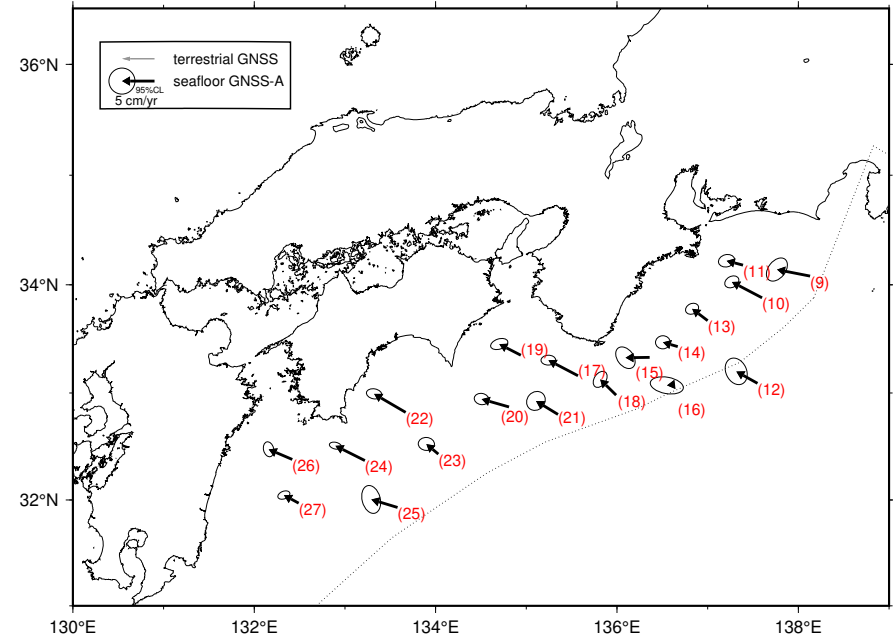 36°N
34°N
32°N
130°E
132°E
134°E
136°E
138°E
terrestrial GNSS
seafloor GNSS-A
95%CL
5 cm/yr
(11)
(9)
(10)
(13)
(14)
(19)
(17)
(15)
(12)
(18)
(16)
(22)
(20)
(21)
(26)
(24)
(23)
(27)
(25)